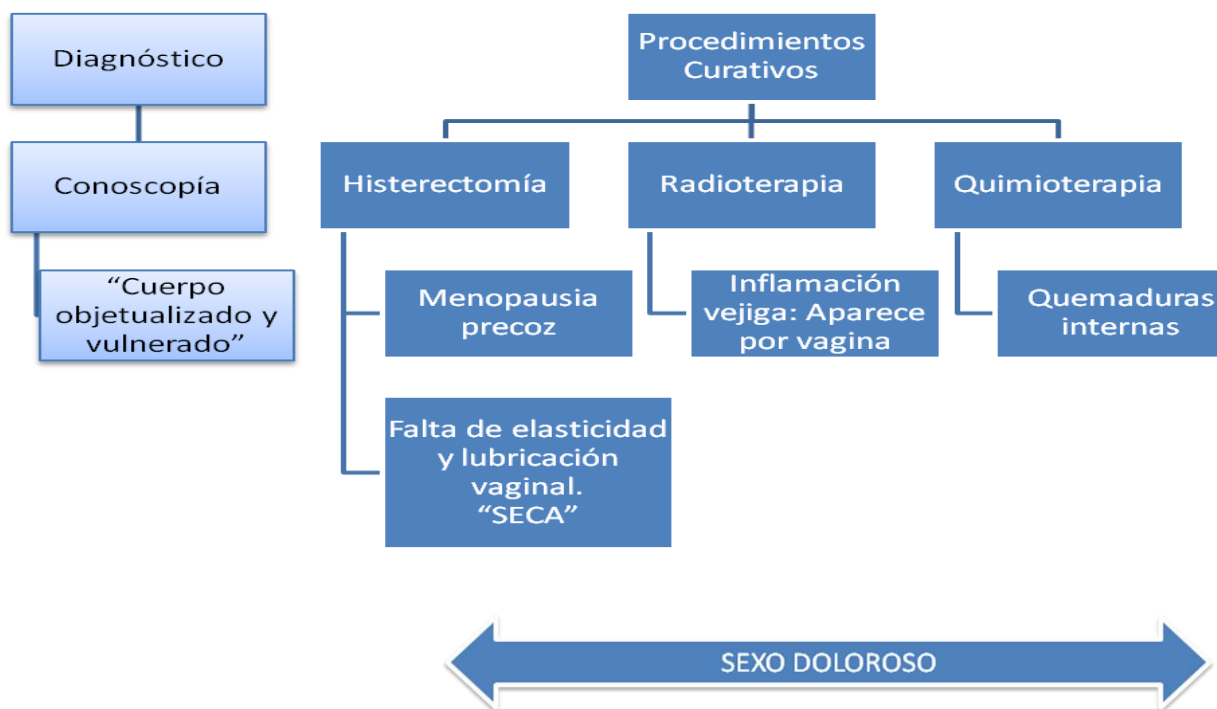 Diagnóstico
Conoscopía
“Cuerpo
objetualizado y
vulnerado”
Procedimientos
Curativos
Histerectomía
Menopausia
precoz
Falta de elasticidad
y lubricación
vaginal.
“SECA”
Radioterapia
Inflamación
vejiga: Aparece
por vagina
Quimioterapia
Quemaduras
internas
SEXO DOLOROSO